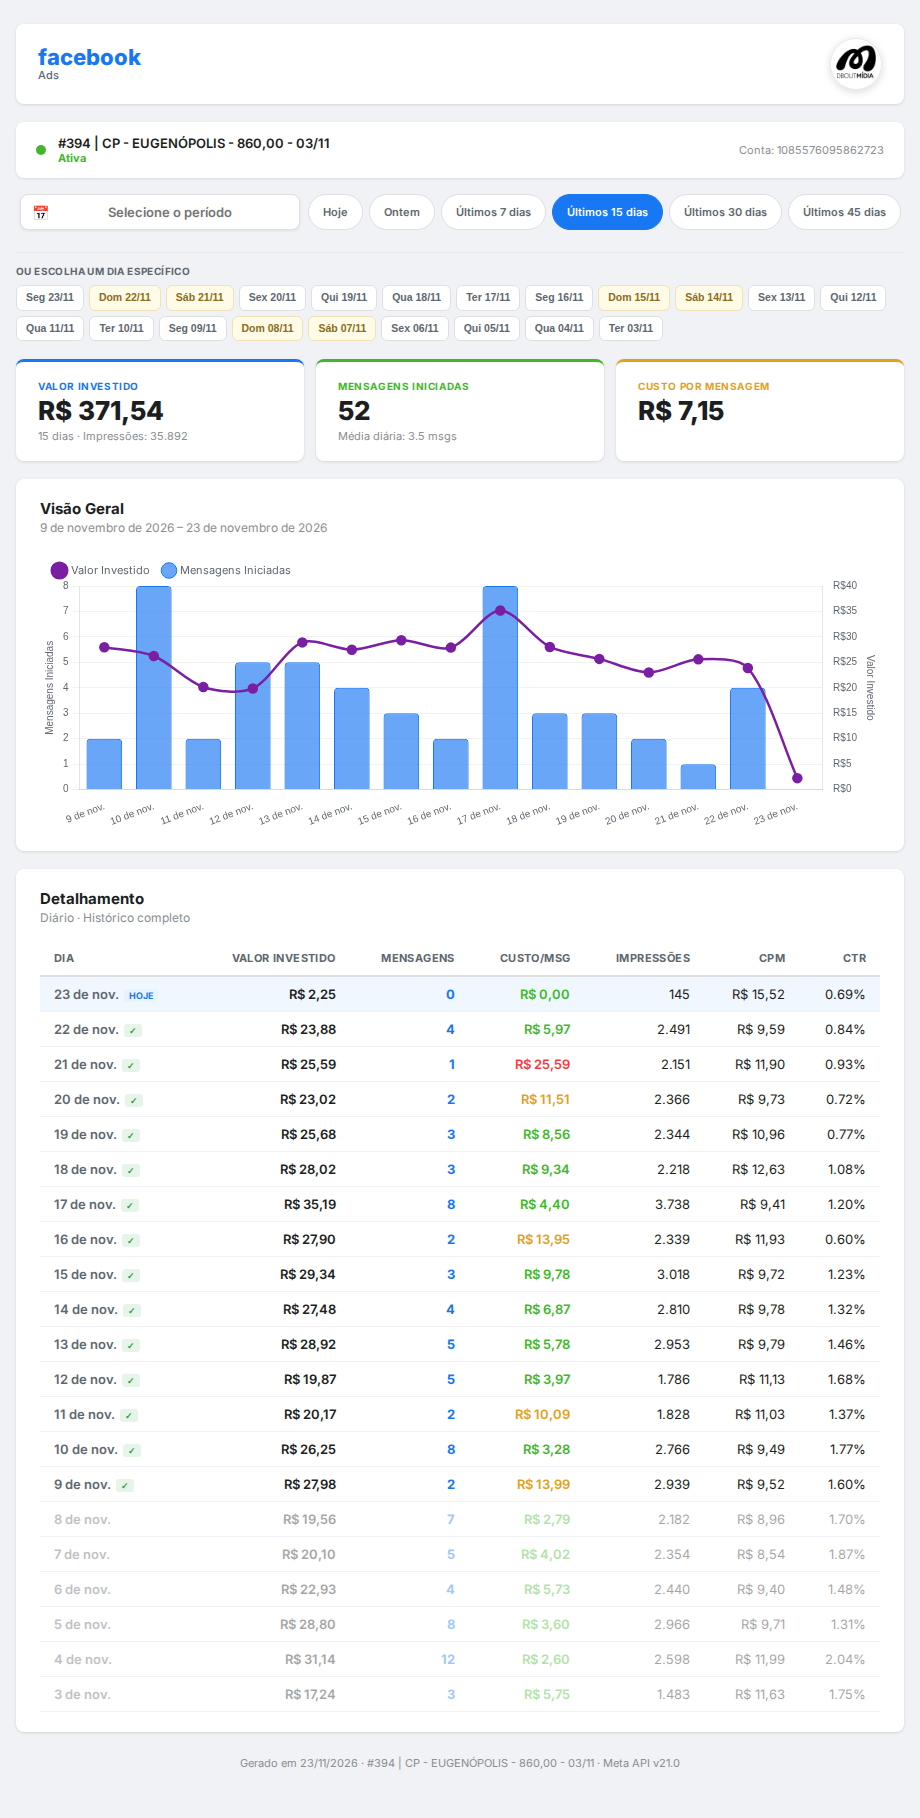 facebook
Ads
DBOUTMÍDIA
#394 | CP - EUGENÓPOLIS - 860,00 - 03/11
Ativa
Conta: 1085576095862723
Selecione o período
Hoje
Ontem
Últimos 7 dias
Últimos 15 dias
Últimos 30 dias
Últimos 45 dias
OU ESCOLHA UM DIA ESPECÍFICO
Seg 23/11 Dom 22/11 Sáb 21/11 Sex 20/11 Qui 19/11 Qua 18/11 Ter 17/11 Seg 16/11 Dom 15/11 Sáb 14/11 Sex 13/11 Qui 12/11
Qua 11/11 Ter 10/11 Seg 09/11 Dom 08/11 Sáb 07/11 Sex 06/11 Qui 05/11 Qua 04/11 Ter 03/11
VALOR INVESTIDO
R$ 371,54
15 dias · Impressões: 35.892
MENSAGENS INICIADAS
52
Média diária: 3.5 msgs
CUSTO POR MENSAGEM
R$ 7,15
Visão Geral
9 de novembro de 2026 – 23 de novembro de 2026
Valor Investido Mensagens Iniciadas
Mensagens Iniciadas
8
7
6
5
4
3
2
1
0
R$40
R$35
R$30
R$25
R$20
R$15
R$10
R$5
R$0
Valor Investido
9 de nov. 10 de nov. 11 de nov. 12 de nov. 13 de nov. 14 de nov. 15 de nov. 16 de nov. 17 de nov. 18 de nov. 19 de nov. 20 de nov. 21 de nov. 22 de nov. 23 de nov.
Detalhamento
Diário · Histórico completo
DIA VALOR INVESTIDO MENSAGENS CUSTO/MSG IMPRESSÕES CPM CTR
23 de nov. HOJE R$ 2,25 0 R$ 0,00 145 R$ 15,52 0.69%
22 de nov. ✓ R$ 23,88 4 R$ 5,97 2.491 R$ 9,59 0.84%
21 de nov. ✓ R$ 25,59 1 R$ 25,59 2.151 R$ 11,90 0.93%
20 de nov. ✓ R$ 23,02 2 R$ 11,51 2.366 R$ 9,73 0.72%
19 de nov. ✓ R$ 25,68 3 R$ 8,56 2.344 R$ 10,96 0.77%
18 de nov. ✓ R$ 28,02 3 R$ 9,34 2.218 R$ 12,63 1.08%
17 de nov. ✓ R$ 35,19 8 R$ 4,40 3.738 R$ 9,41 1.20%
16 de nov. ✓ R$ 27,90 2 R$ 13,95 2.339 R$ 11,93 0.60%
15 de nov. ✓ R$ 29,34 3 R$ 9,78 3.018 R$ 9,72 1.23%
14 de nov. ✓ R$ 27,48 4 R$ 6,87 2.810 R$ 9,78 1.32%
13 de nov. ✓ R$ 28,92 5 R$ 5,78 2.953 R$ 9,79 1.46%
12 de nov. ✓ R$ 19,87 5 R$ 3,97 1.786 R$ 11,13 1.68%
11 de nov. ✓ R$ 20,17 2 R$ 10,09 1.828 R$ 11,03 1.37%
10 de nov. ✓ R$ 26,25 8 R$ 3,28 2.766 R$ 9,49 1.77%
9 de nov. ✓ R$ 27,98 2 R$ 13,99 2.939 R$ 9,52 1.60%
8 de nov. R$ 19,56 7 R$ 2,79 2.182 R$ 8,96 1.70%
7 de nov. R$ 20,10 5 R$ 4,02 2.354 R$ 8,54 1.87%
6 de nov. R$ 22,93 4 R$ 5,73 2.440 R$ 9,40 1.48%
5 de nov. R$ 28,80 8 R$ 3,60 2.966 R$ 9,71 1.31%
4 de nov. R$ 31,14 12 R$ 2,60 2.598 R$ 11,99 2.04%
3 de nov. R$ 17,24 3 R$ 5,75 1.483 R$ 11,63 1.75%
Gerado em 23/11/2026 · #394 | CP - EUGENÓPOLIS - 860,00 - 03/11 · Meta API v21.0